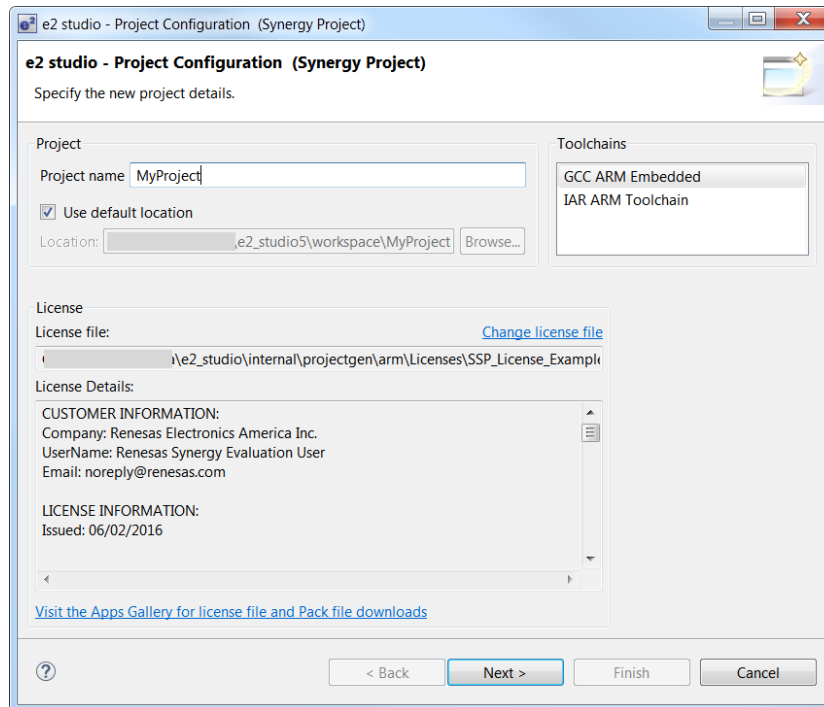 e2 studio - Project Configuration (Synergy Project)
e2 studio - Project Configuration (Synergy Project)
Specify the new project details.
Project
Project name MyProject
Use default location
Location: \e2_studio5\workspace\MyProject Browse...
Toolchains
GCC ARM Embedded
IAR ARM Toolchain
License
License file:
Change license file
\e2_studio\internal\projectgen\arm\Licenses\SSP_License_Example
License Details:
CUSTOMER INFORMATION:
Company: Renesas Electronics America Inc.
UserName: Renesas Synergy Evaluation User
Email: noreply@renesas.com
LICENSE INFORMATION:
Issued: 06/02/2016
Visit the Apps Gallery for license file and Pack file downloads
< Back Next > Finish Cancel